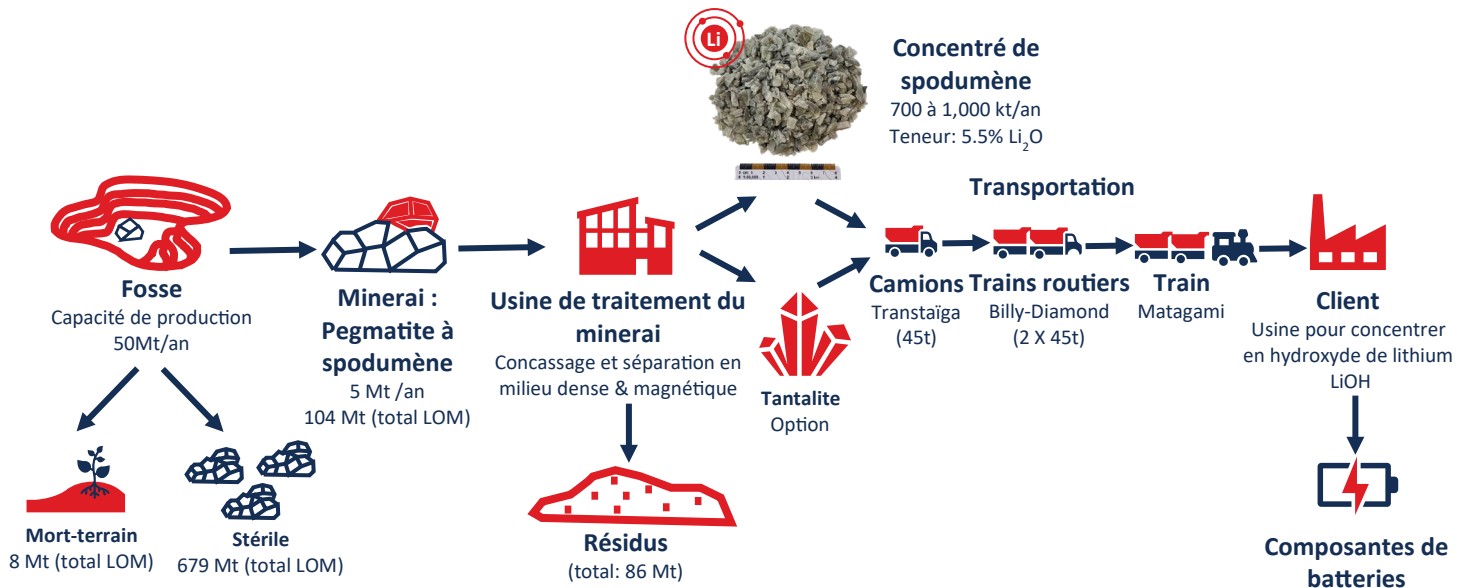 Li
Concentré de
spodumène
700 à 1,000 kt/an
Teneur: 5.5% Li₂O
Transportation
Fosse
Capacité de production
50Mt/an
Minerai :
Pegmatite à
spodumène
5 Mt /an
104 Mt (total LOM)
Usine de traitement du
minerai
Concassage et séparation en
milieu dense & magnétique
Tantalite
Option
Camions
Transtaïga
(45t)
Trains routiers
Billy-Diamond
(2 X 45t)
Train
Matagami
Client
Usine pour concentrer
en hydroxyde de lithium
LiOH
Mort-terrain
8 Mt (total LOM)
Stérile
679 Mt (total LOM)
Résidus
(total: 86 Mt)
Composantes de
batteries